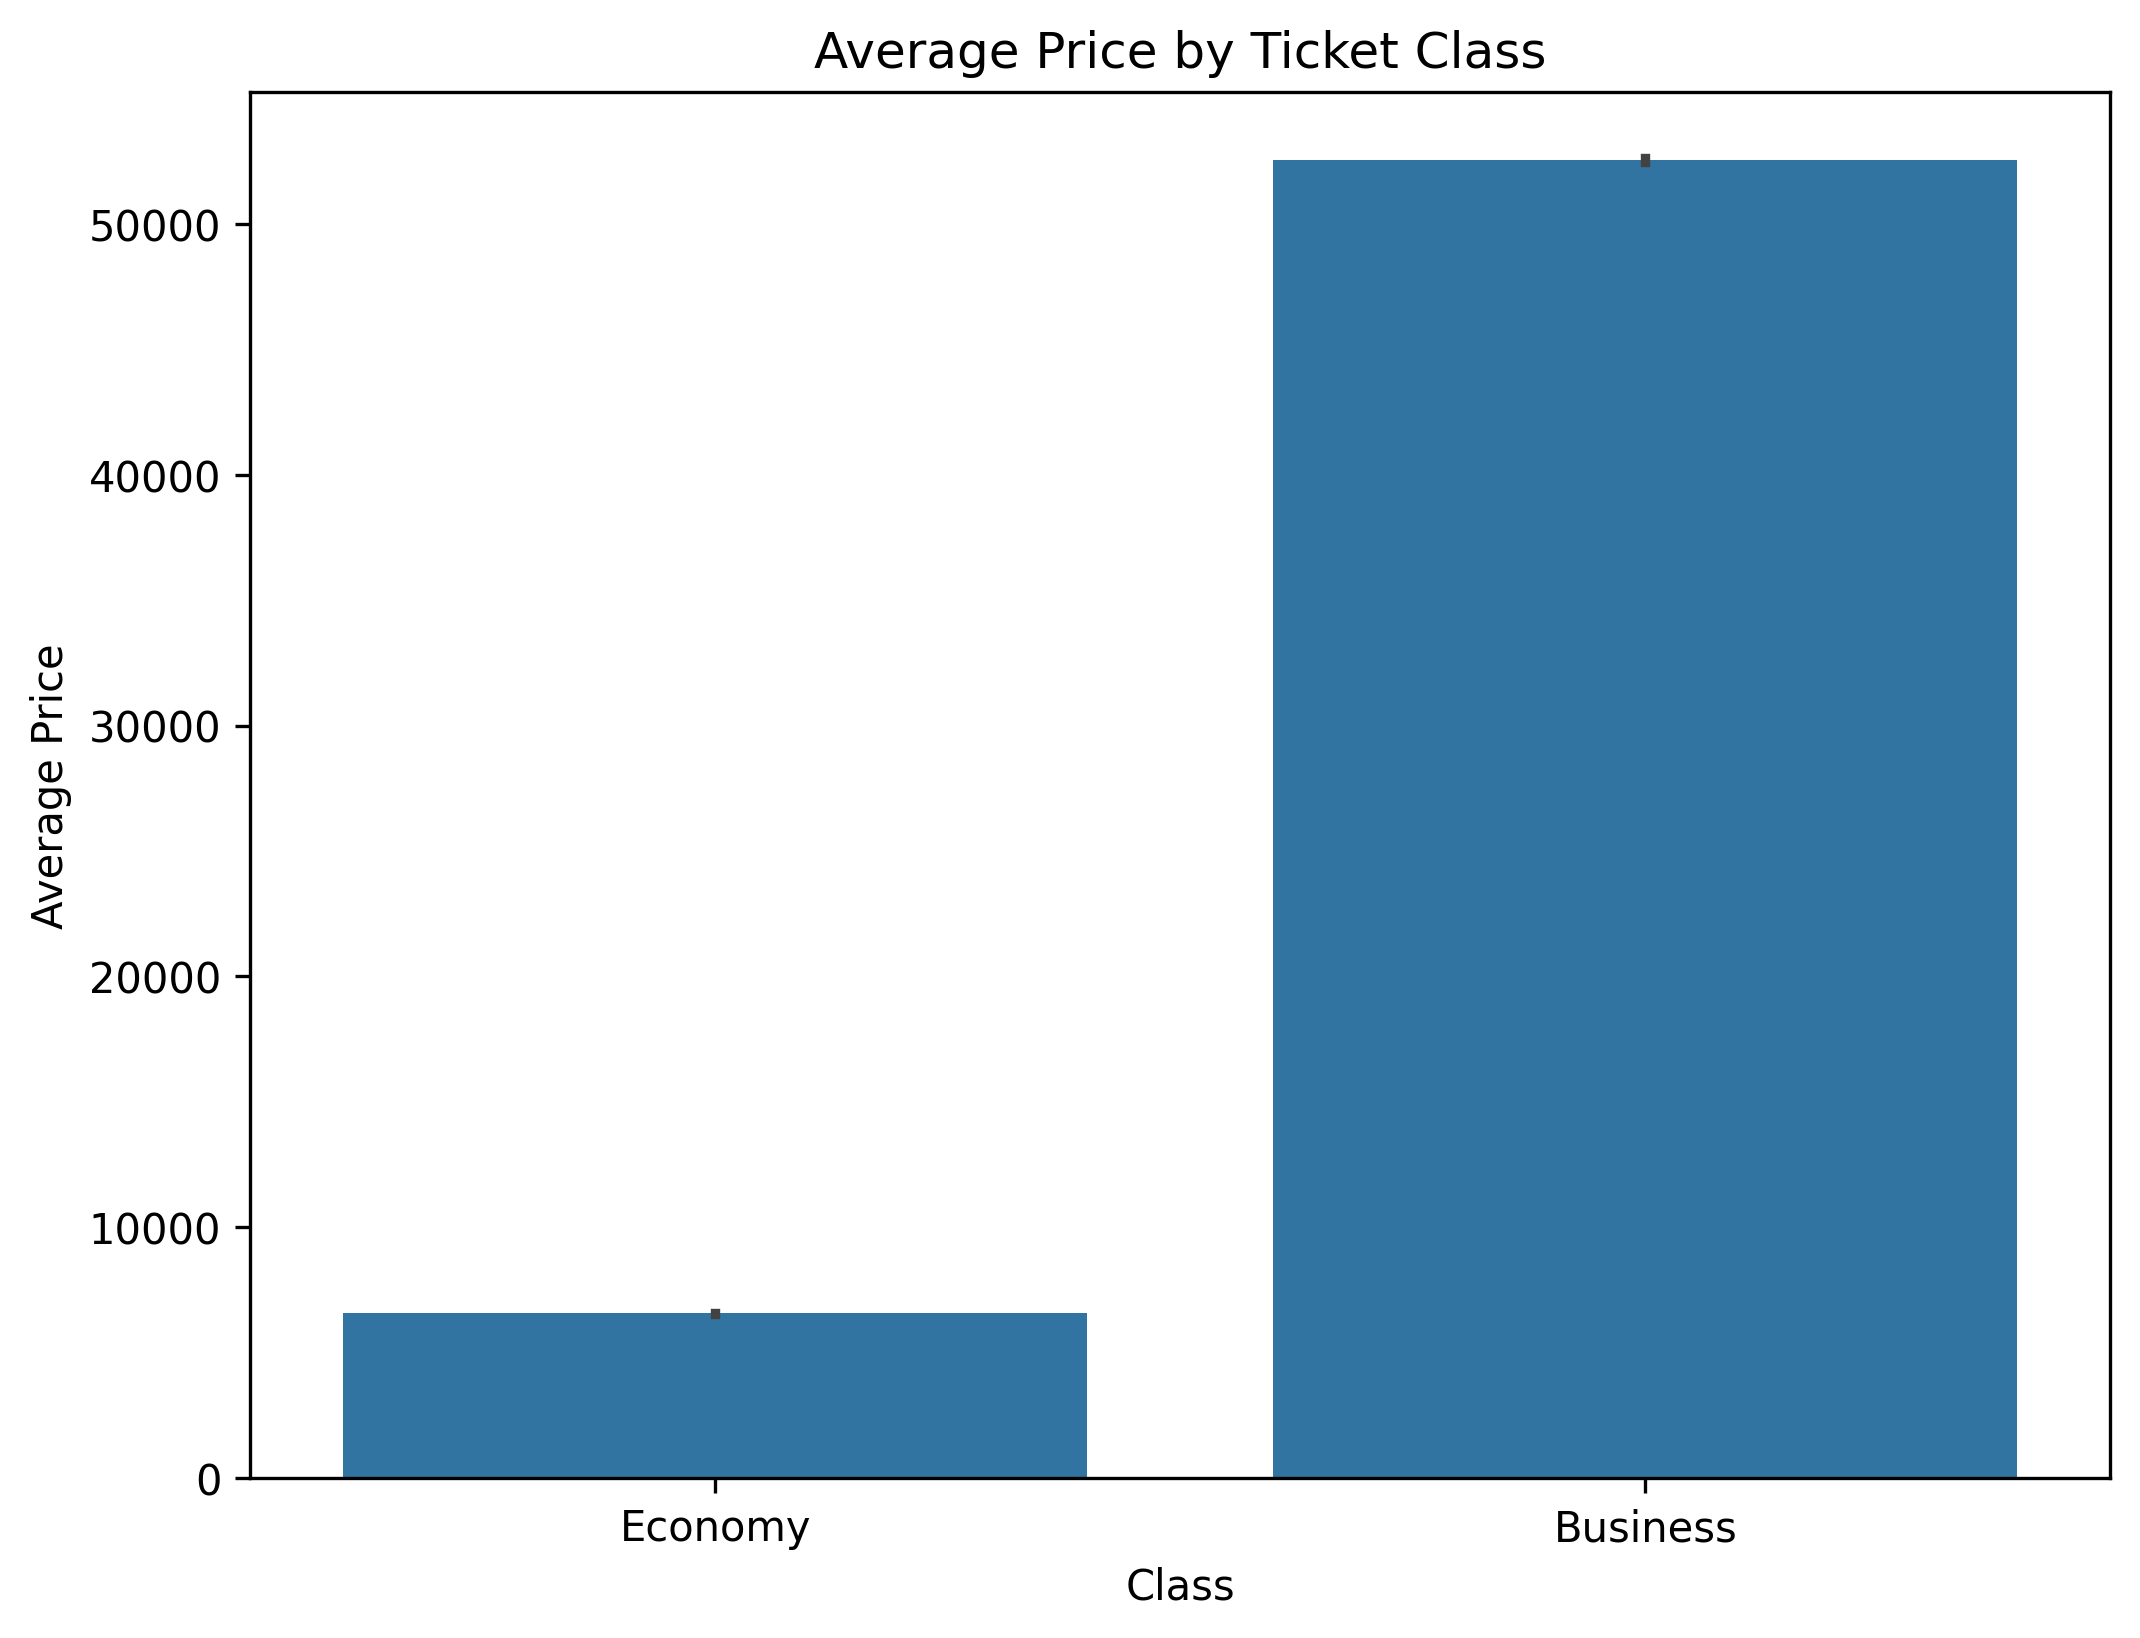 Average Price by Ticket Class
Average Price
50000
40000
30000
20000
10000
0
Economy
Business
Class